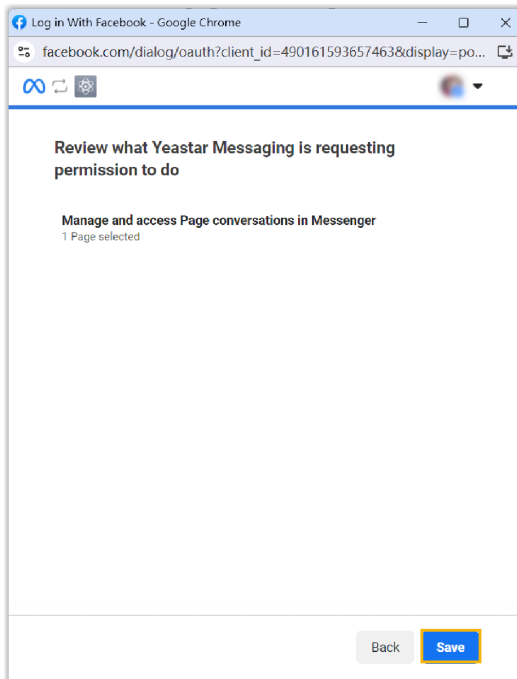 Log in With Facebook - Google Chrome
facebook.com/dialog/oauth?client_id=490161593657463&display=po...
Review what Yeastar Messaging is requesting
permission to do
Manage and access Page conversations in Messenger
1 Page selected
Back
Save